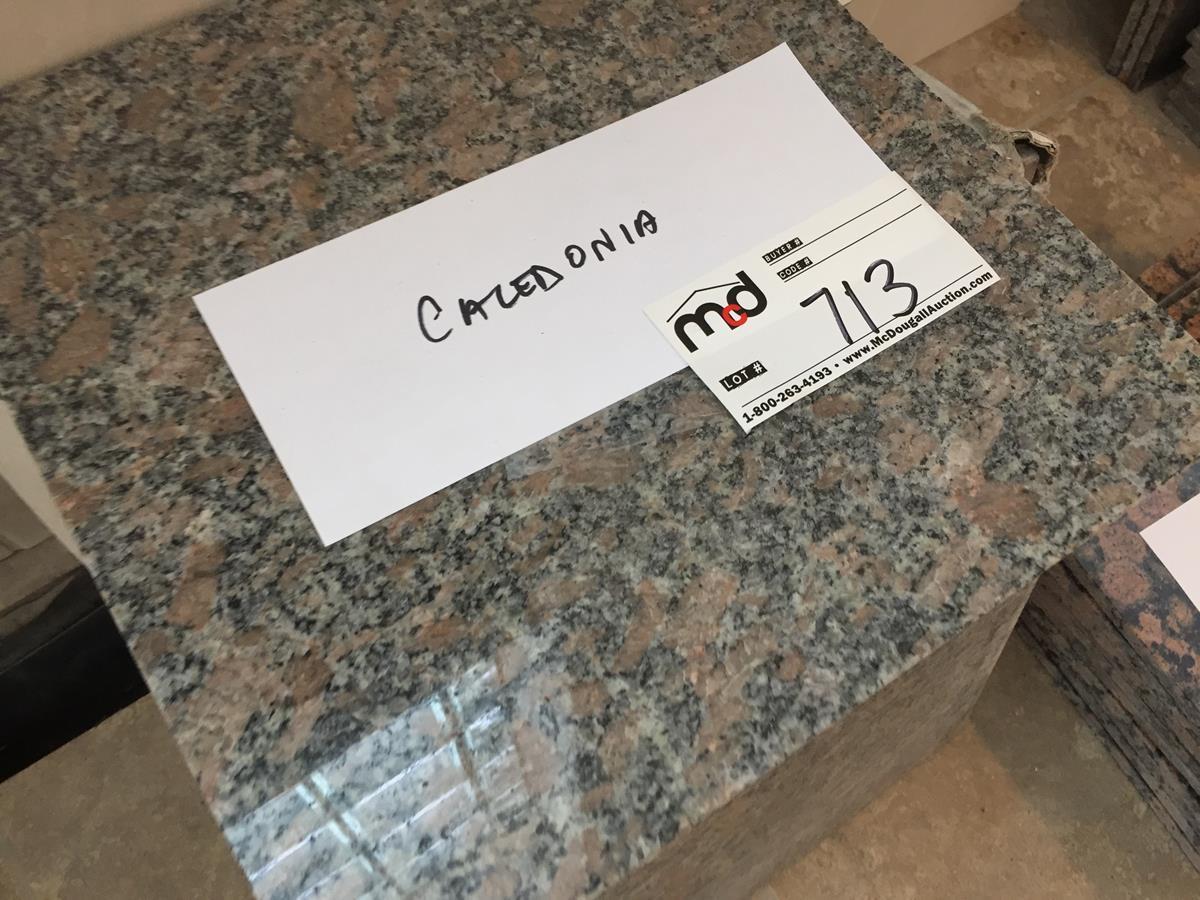 CALEDONIA
McD
BUYER #
CODE #
LOT # 713
1-800-263-4193 • www.McDougallAuction.com